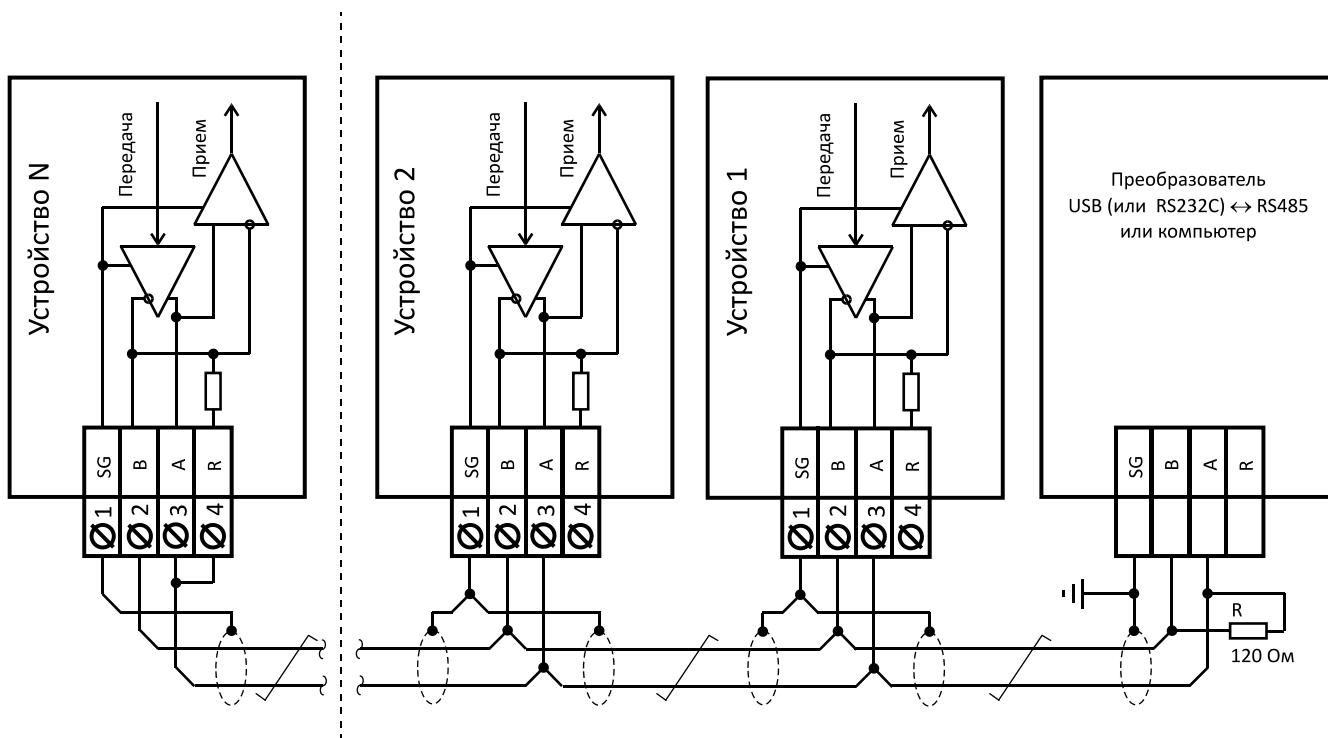 Устройство N
Передача
Прием
SG
B
A
R
1
2
3
4
Устройство 2
Передача
Прием
SG
B
A
R
1
2
3
4
Устройство 1
Передача
Прием
SG
B
A
R
1
2
3
4
Преобразователь
USB (или RS232C) ↔ RS485
или компьютер
SG
B
A
R
R
120 Ом